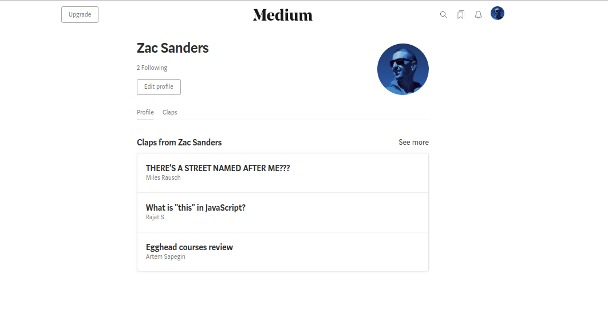 Upgrade
Medium
Zac Sanders
2 Following
Edit profile
Profile Claps
Claps from Zac Sanders See more
THERE'S A STREET NAMED AFTER ME???
Miles Rausch
What is "this" in JavaScript?
Rajat S
Egghead courses review
Artem Sapegin